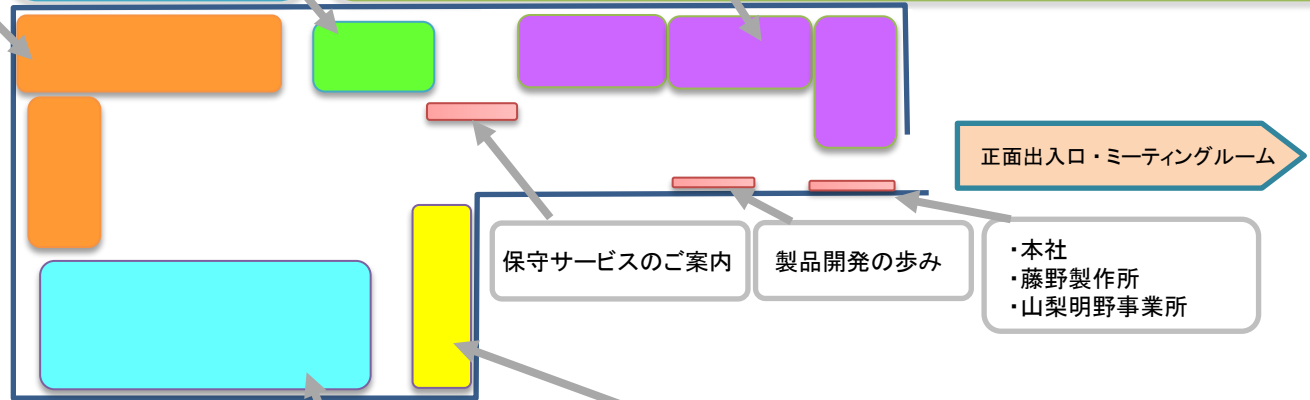 正面出入口・ミーティングルーム
保守サービスのご案内
製品開発の歩み
・本社
・藤野製作所
・山梨明野事業所